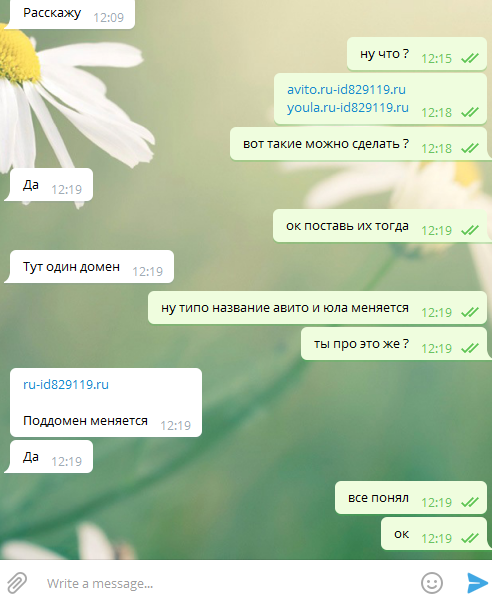 Расскажу 12:09
ну что ? 12:15
avito.ru-id829119.ru
youla.ru-id829119.ru 12:18
вот такие можно сделать ? 12:18
Да 12:19
ок поставь их тогда 12:19
Тут один домен 12:19
ну типо название авито и юла меняется 12:19
ты про это же ? 12:19
ru-id829119.ru
Поддомен меняется 12:19
Да 12:19
все понял 12:19
ок 12:19
Write a message...